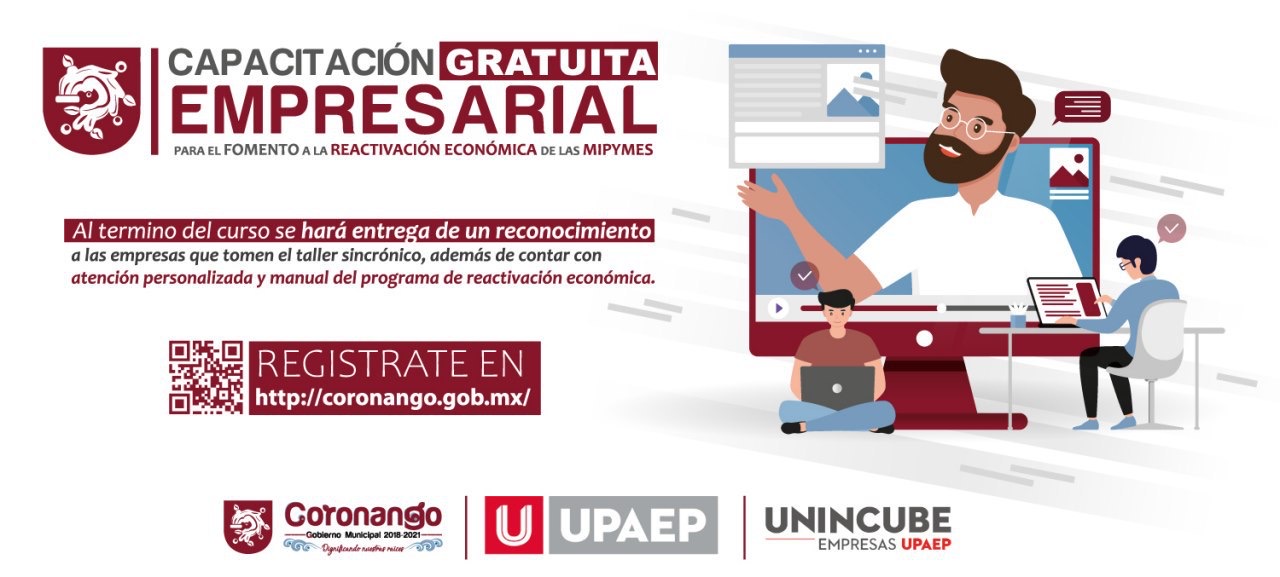 CAPACITACIÓN GRATUITA
EMPRESARIAL
PARA EL FOMENTO A LA REACTIVACIÓN ECONÓMICA DE LAS MIPYMES
Al termino del curso se hará entrega de un reconocimiento
a las empresas que tomen el taller sincrónico, además de contar con
atención personalizada y manual del programa de reactivación económica.
REGISTRATE EN
http://coronango.gob.mx/
Coronango
Gobierno Municipal 2018-2021
Dignificando nuestras raíces
U UPAEP
UNINCUBE
EMPRESAS UPAEP